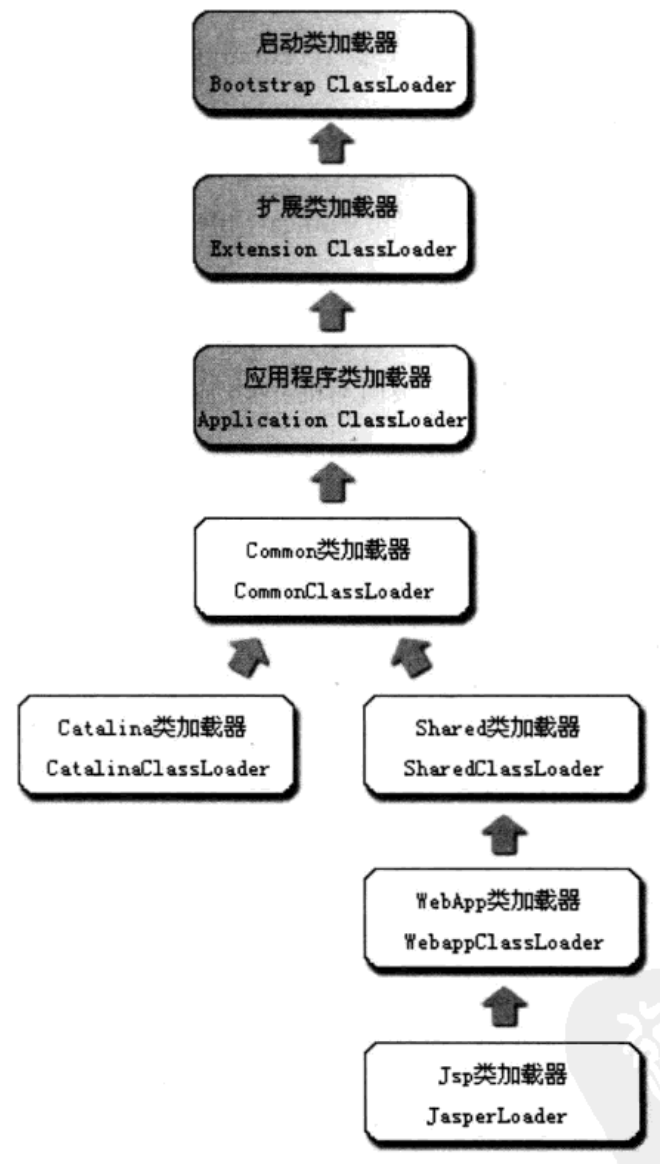 启动类加载器
Bootstrap ClassLoader
扩展类加载器
Extension ClassLoader
应用程序类加载器
Application ClassLoader
Common类加载器
CommonClassLoader
Catalina类加载器
CatalinaClassLoader
Shared类加载器
SharedClassLoader
WebApp类加载器
WebappClassLoader
Jsp类加载器
JasperLoader